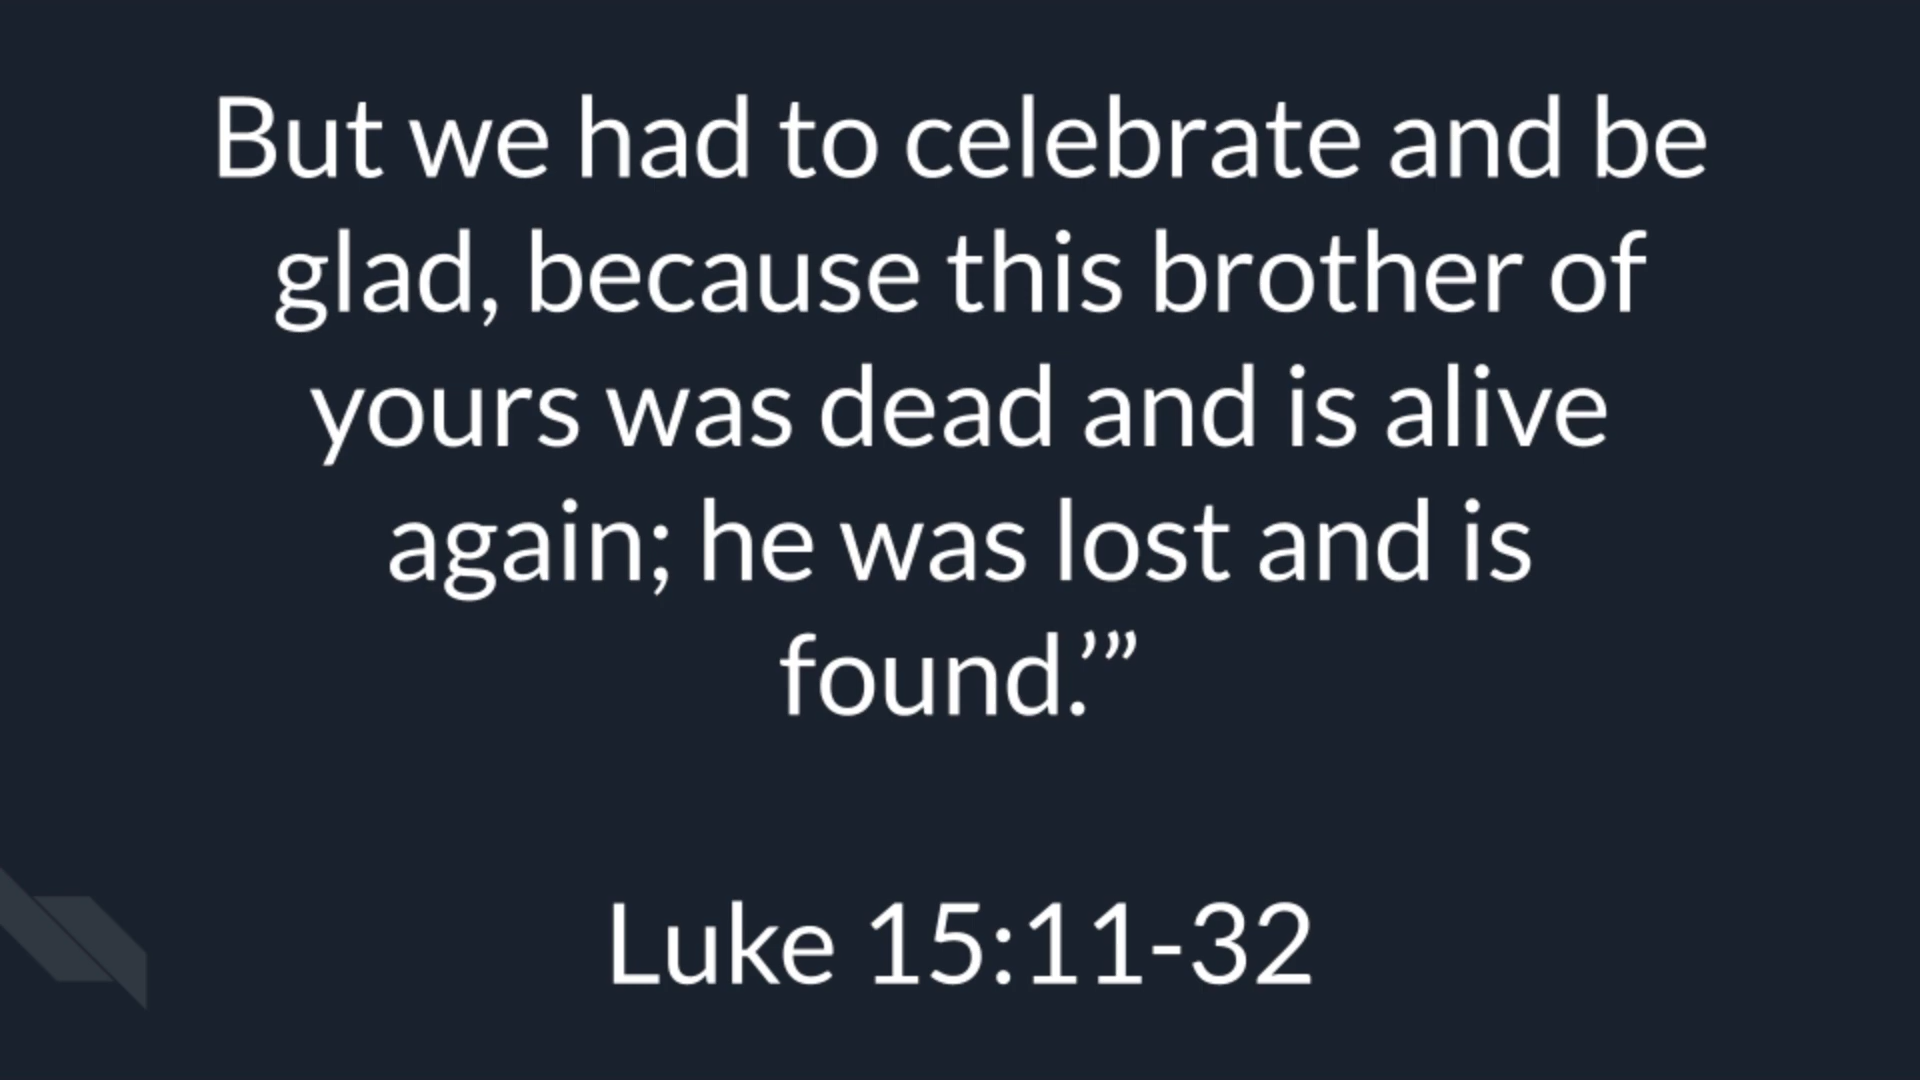 But we had to celebrate and be
glad, because this brother of
yours was dead and is alive
again; he was lost and is
found.’”
Luke 15:11-32